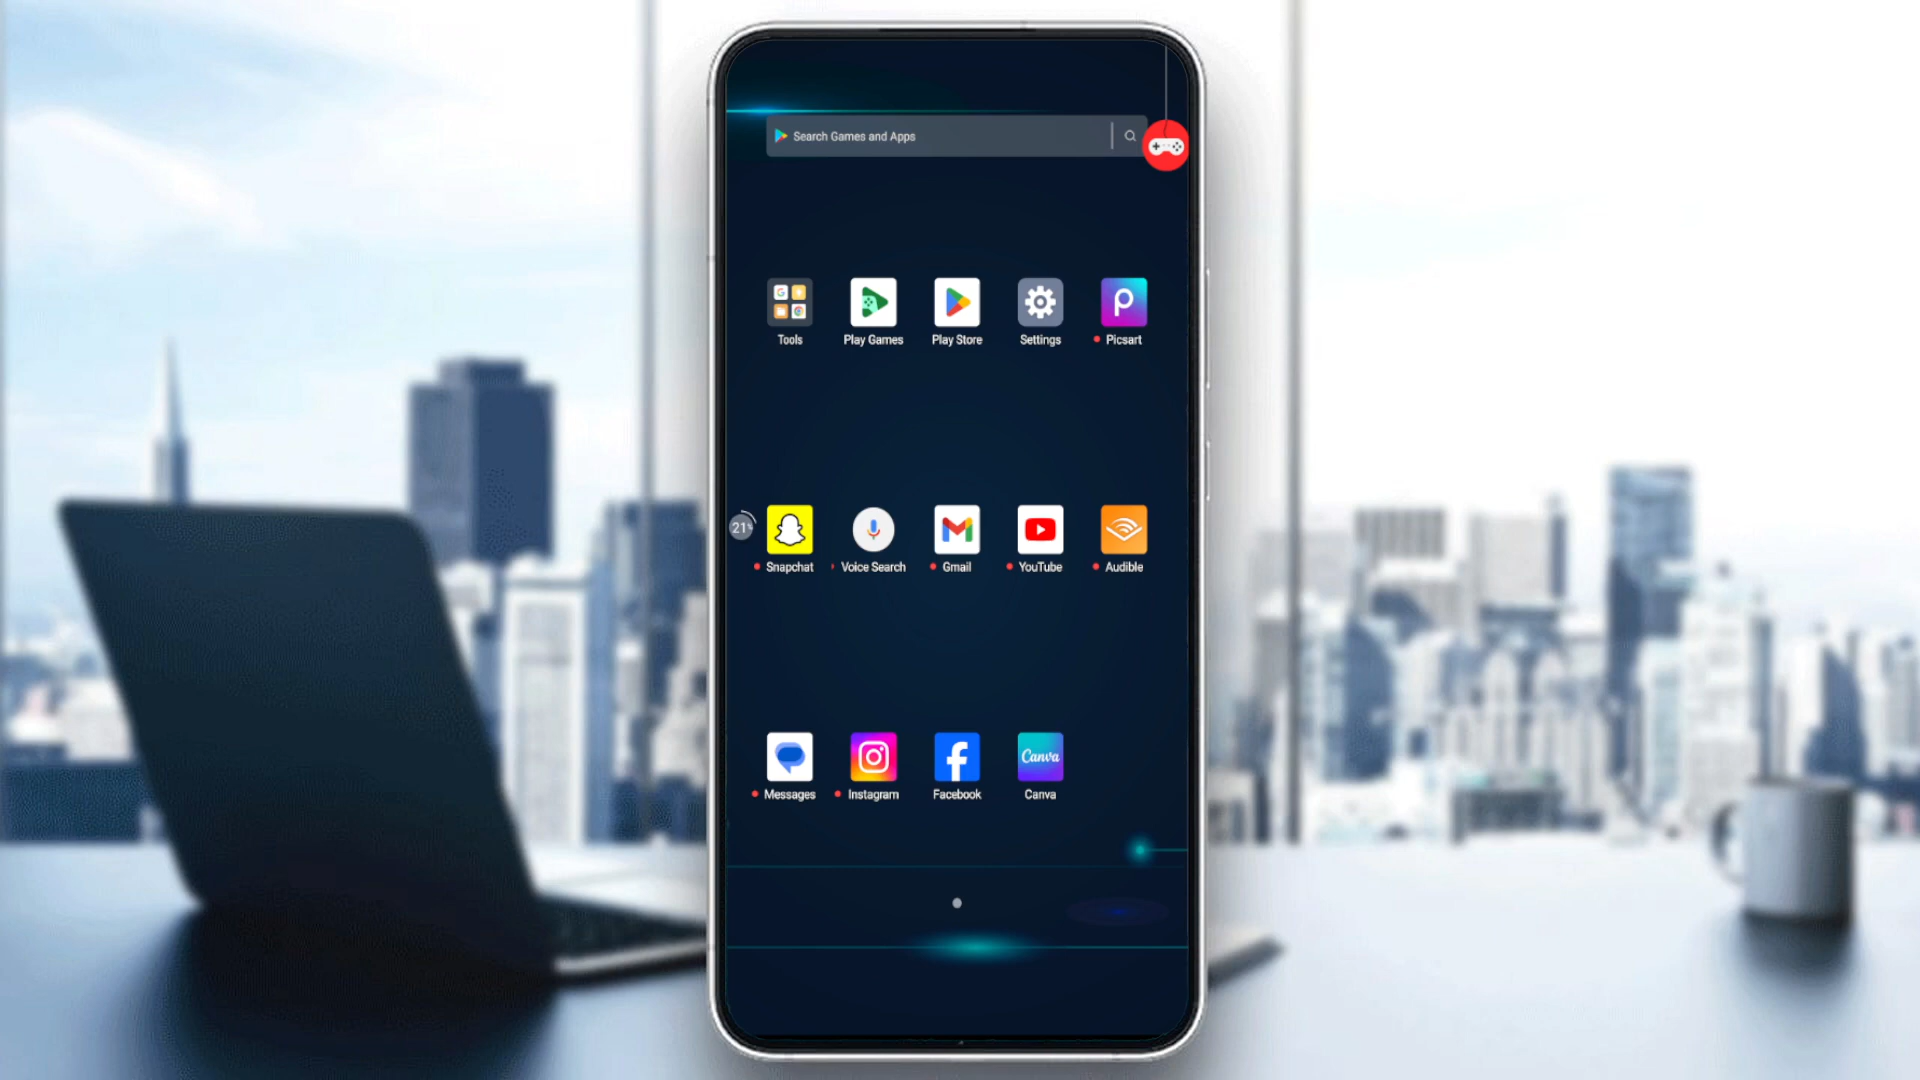 Search Games and Apps
Tools
Play Games
Play Store
Settings
Picsart
21%
Snapchat
Voice Search
Gmail
YouTube
Audible
Canva
Messages
Instagram
Facebook
Canva